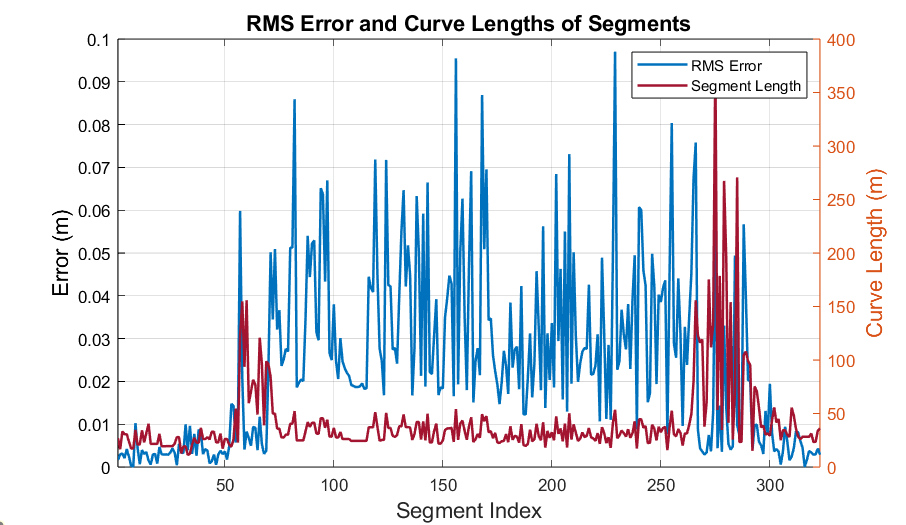 RMS Error and Curve Lengths of Segments
0.1
0.09
0.08
0.07
0.06
0.05
0.04
0.03
0.02
0.01
0
Error (m)
400
350
300
250
200
150
100
50
0
Curve Length (m)
RMS Error
Segment Length
50 100 150 200 250 300
Segment Index